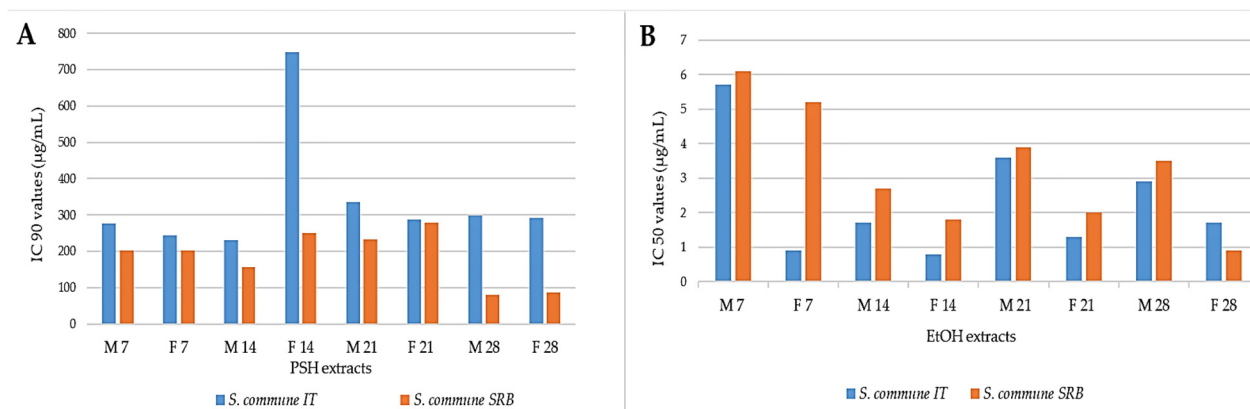 A
IC 90 values (µg/mL)
800
700
600
500
400
300
200
100
0
M 7 F 7 M 14 F 14 M 21 F 21 M 28 F 28
PSH extracts
S. commune IT S. commune SRB
B
IC 50 values (µg/mL)
7
6
5
4
3
2
1
0
M 7 F 7 M 14 F 14 M 21 F 21 M 28 F 28
EtOH extracts
S. commune IT S. commune SRB